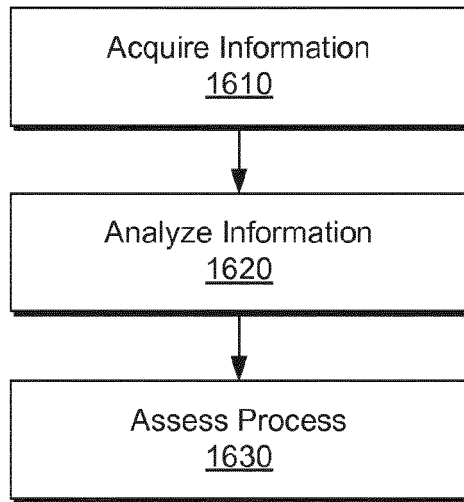 Acquire Information
1610
Analyze Information
1620
Assess Process
1630